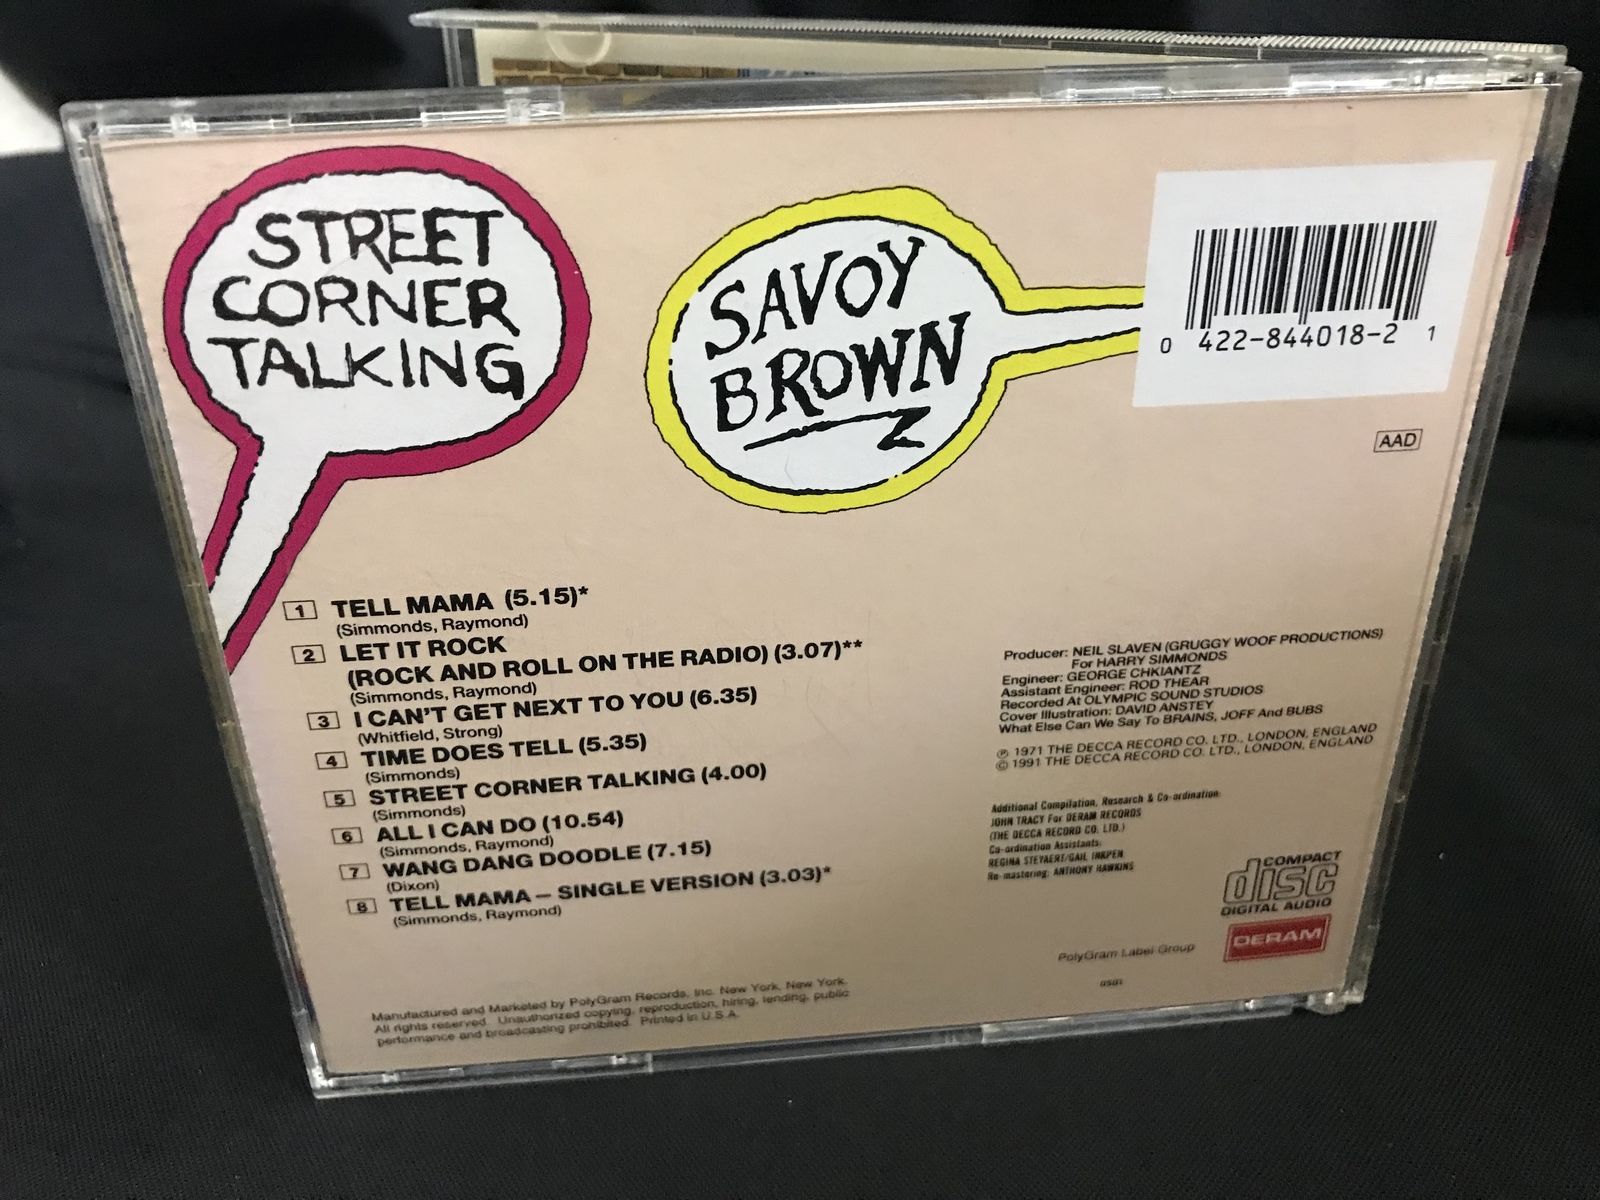 STREET
CORNER
TALKING
SAVOY
BROWN
0 422-844018-2 1
AAD
1 TELL MAMA (5.15)*
(Simmonds, Raymond)
2 LET IT ROCK
(ROCK AND ROLL ON THE RADIO) (3.07)**
(Simmonds, Raymond)
3 I CAN'T GET NEXT TO YOU (6.35)
(Whitfield, Strong)
4 TIME DOES TELL (5.35)
(Simmonds)
5 STREET CORNER TALKING (4.00)
(Simmonds)
6 ALL I CAN DO (10.54)
(Simmonds, Raymond)
7 WANG DANG DOODLE (7.15)
(Dixon)
8 TELL MAMA – SINGLE VERSION (3.03)*
(Simmonds, Raymond)
Producer: NEIL SLAVEN (GRUGGY WOOF PRODUCTIONS)
For HARRY SIMMONDS
Engineer: GEORGE CHKIANTZ
Assistant Engineer: ROD THEAR
Recorded At OLYMPIC SOUND STUDIOS
Cover Illustration: DAVID ANSTEY
What Else Can We Say To BRAINS, JOFF And BUBS
℗ 1971 THE DECCA RECORD CO. LTD., LONDON, ENGLAND
© 1991 THE DECCA RECORD CO. LTD., LONDON, ENGLAND
Additional Compilation, Research & Co-ordination:
JOHN TRACY For DERAM RECORDS
(THE DECCA RECORD CO. LTD.)
Co-ordination Assistants:
REGINA STEYAERT/GAIL INKPEN
Re-mastering: ANTHONY HAWKINS
COMPACT
disc
DIGITAL AUDIO
DERAM
PolyGram Label Group
Manufactured and Marketed by PolyGram Records, Inc. New York, New York.
All rights reserved. Unauthorized copying, reproduction, hiring, lending, public
performance and broadcasting prohibited. Printed in U.S.A.